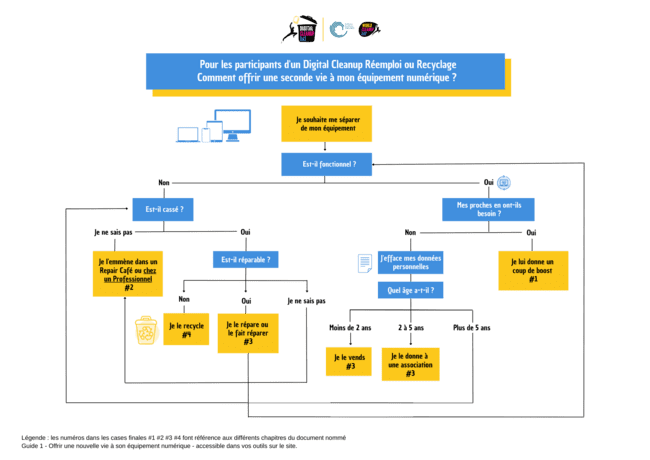 DIGITAL
CLEANUP
DAY
Pour les participants d'un Digital Cleanup Réemploi ou Recyclage
Comment offrir une seconde vie à mon équipement numérique ?
Je souhaite me séparer
de mon équipement
Est-il fonctionnel ?
Non
Oui
Est-il cassé ?
Mes proches en ont-ils
besoin ?
Je ne sais pas
Oui
Non
Oui
Je l'emmène dans un
Repair Café ou chez
un Professionnel
#2
Est-il réparable ?
J'efface mes données
personnelles
Je lui donne un
coup de boost
#1
Quel âge a-t-il ?
Non
Oui
Je ne sais pas
Je le recycle
#4
Je le répare ou
le fait réparer
#3
Moins de 2 ans
2 à 5 ans
Plus de 5 ans
Je le vends
#3
Je le donne à
une association
#3
Légende : les numéros dans les cases finales #1 #2 #3 #4 font référence aux différents chapitres du document nommé
Guide 1 - Offrir une nouvelle vie à son équipement numérique - accessible dans vos outils sur le site.